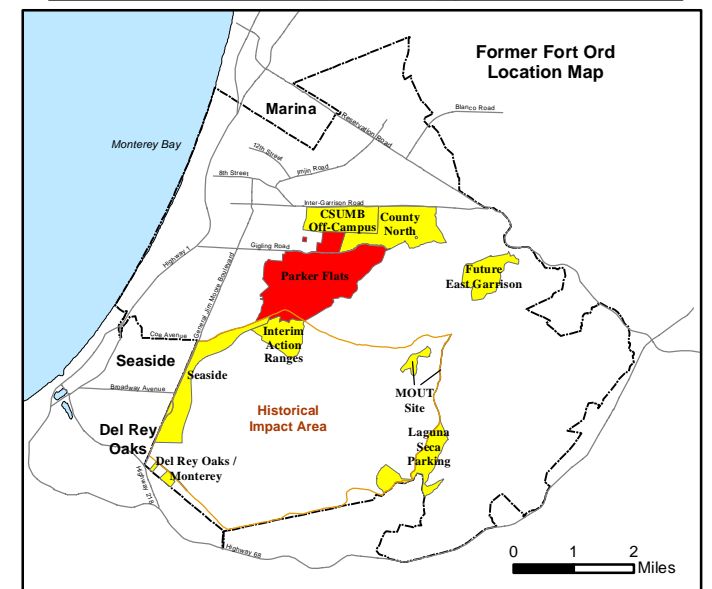 Former Fort Ord
Location Map
Marina
Blanco Road
Reservation Road
Monterey Bay
12th Street
Imjin Road
8th Street
Inter-Garrison Road
CSUMB
Off-Campus
County
North
Gigling Road
Highway 1
Parker Flats
Future
East Garrison
General Jim Moore Boulevard
Coe Avenue
Interim
Action
Ranges
Seaside
Seaside
MOUT
Site
Broadway Avenue
Historical
Impact Area
Del Rey
Oaks
Laguna
Seca
Parking
Del Rey Oaks /
Monterey
Highway 218
Highway 68
0 1 2
Miles